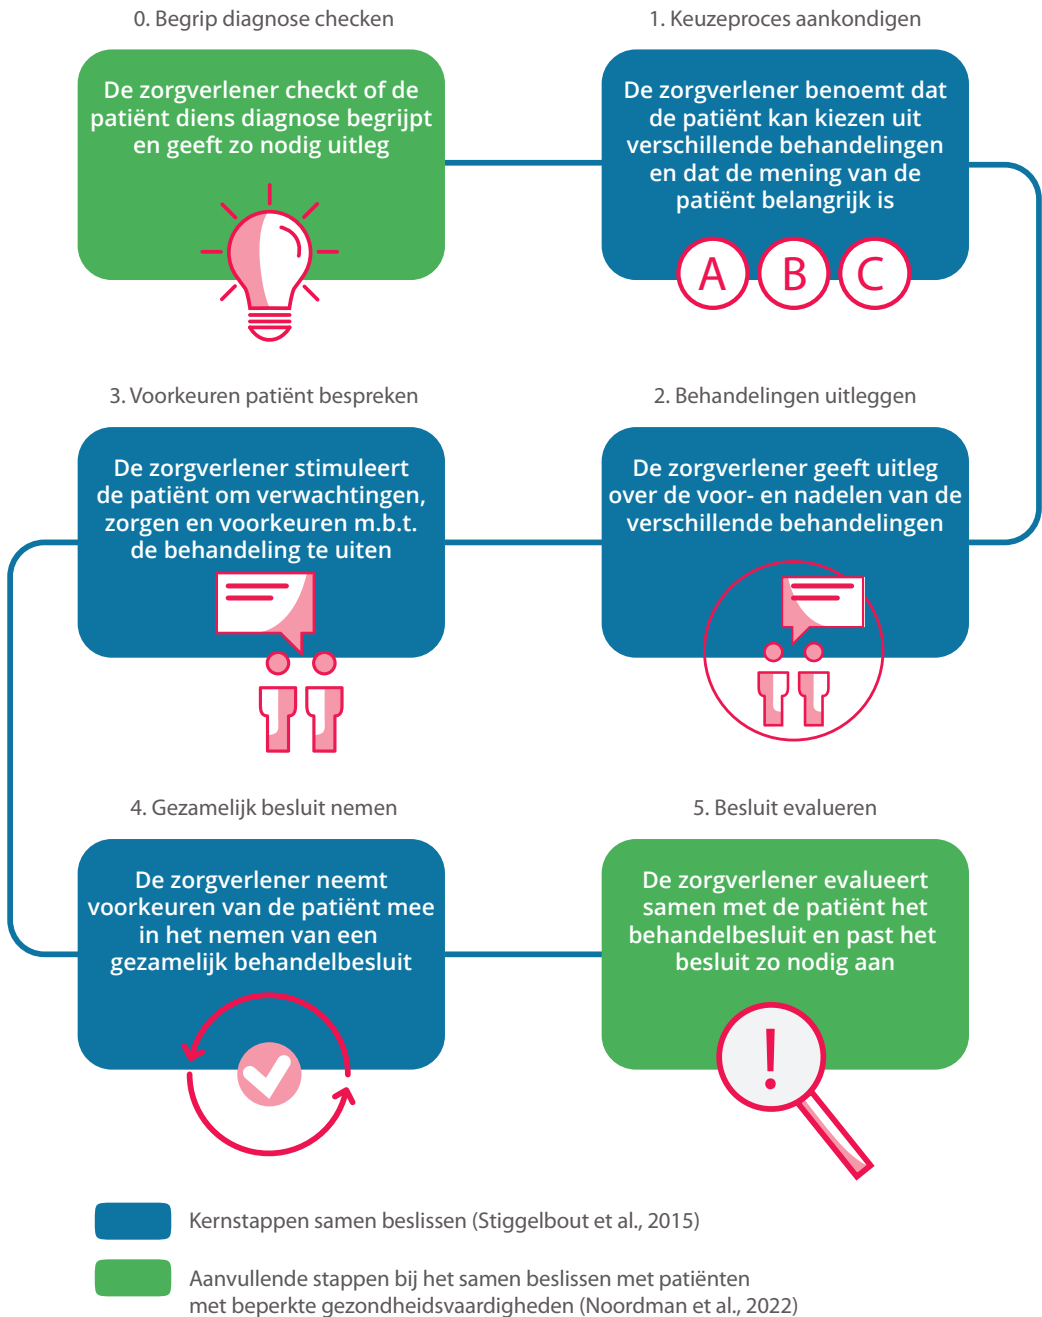 0. Begrip diagnose checken
De zorgverlener checkt of de
patiënt diens diagnose begrijpt
en geeft zo nodig uitleg
1. Keuzeproces aankondigen
De zorgverlener benoemt dat
de patiënt kan kiezen uit
verschillende behandelingen
en dat de mening van de
patiënt belangrijk is
A B C
2. Behandelingen uitleggen
De zorgverlener geeft uitleg
over de voor- en nadelen van de
verschillende behandelingen
3. Voorkeuren patiënt bespreken
De zorgverlener stimuleert
de patiënt om verwachtingen,
zorgen en voorkeuren m.b.t.
de behandeling te uiten
4. Gezamelijk besluit nemen
De zorgverlener neemt
voorkeuren van de patiënt mee
in het nemen van een
gezamelijk behandelbesluit
5. Besluit evalueren
De zorgverlener evalueert
samen met de patiënt het
behandelbesluit en past het
besluit zo nodig aan
!
Kernstappen samen beslissen (Stiggelbout et al., 2015)
Aanvullende stappen bij het samen beslissen met patiënten
met beperkte gezondheidsvaardigheden (Noordman et al., 2022)